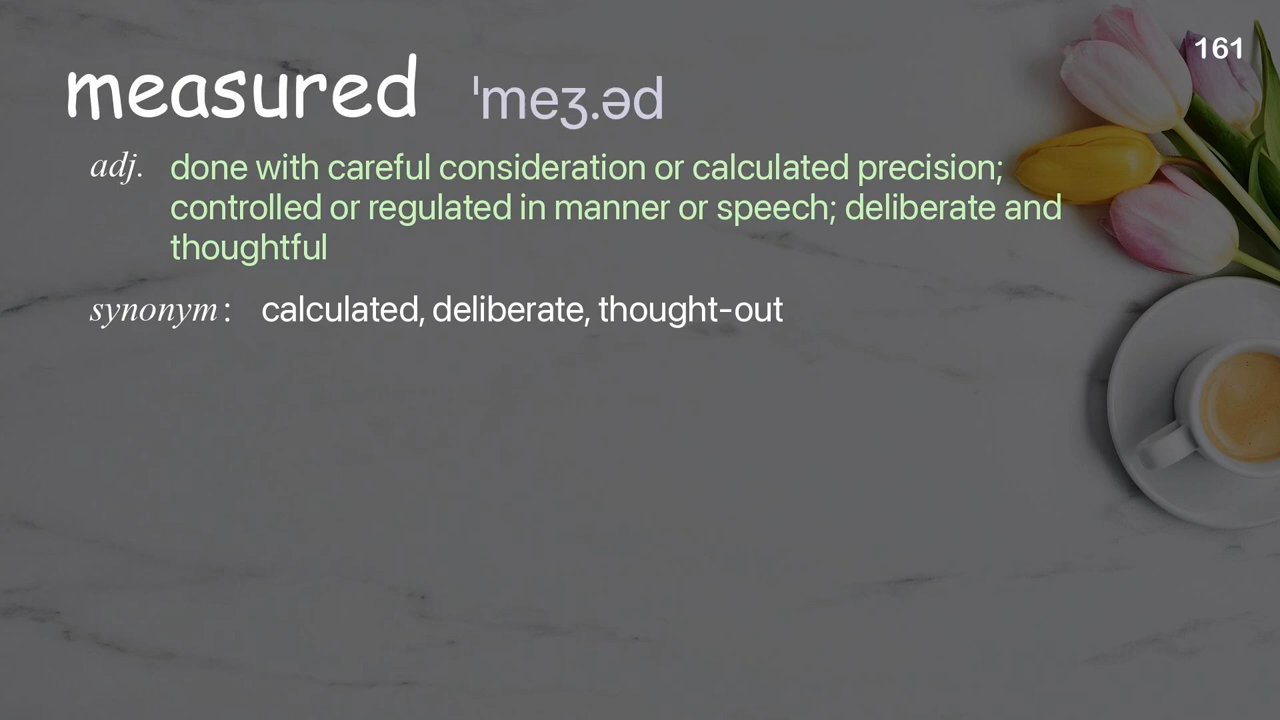 161
measured ˈmeʒ.əd
adj. done with careful consideration or calculated precision;
controlled or regulated in manner or speech; deliberate and
thoughtful
synonym: calculated, deliberate, thought-out